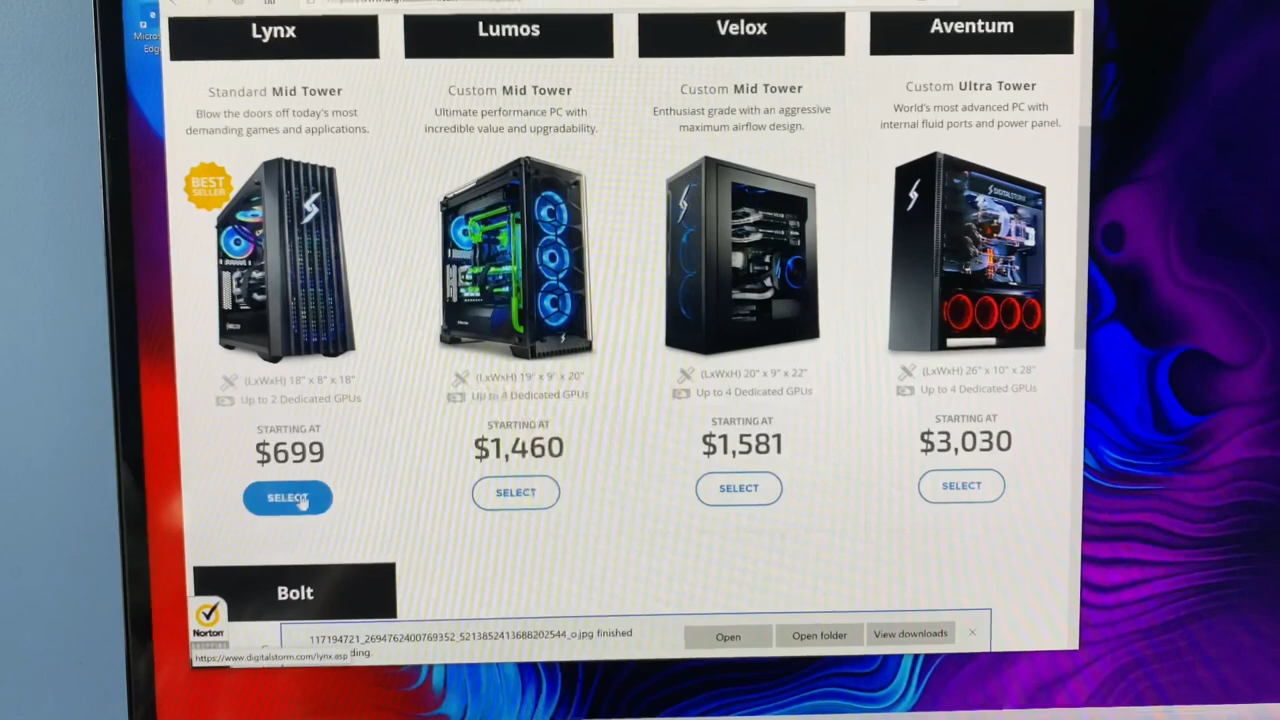 Micros
Edg
Lynx
Lumos
Velox
Aventum
Standard Mid Tower
Blow the doors off today's most
demanding games and applications.
Custom Mid Tower
Ultimate performance PC with
incredible value and upgradability.
Custom Mid Tower
Enthusiast grade with an aggressive
maximum airflow design.
Custom Ultra Tower
World's most advanced PC with
internal fluid ports and power panel.
BEST
SELLER
DIGITALSTORM
(LxWxH) 18" x 8" x 18"
Up to 2 Dedicated GPUs
(LxWxH) 19" x 9" x 20"
Up to 4 Dedicated GPUs
(LxWxH) 20" x 9" x 22"
Up to 4 Dedicated GPUs
(LxWxH) 26" x 10" x 28"
Up to 4 Dedicated GPUs
STARTING AT
$699
STARTING AT
$1,460
STARTING AT
$1,581
STARTING AT
$3,030
SELECT
SELECT
SELECT
SELECT
Bolt
Norton
117194721_2694762400769352_5213852413688202544_o.jpg finished
ding.
Open
Open folder
View downloads
https://www.digitalstorm.com/lynx.asp